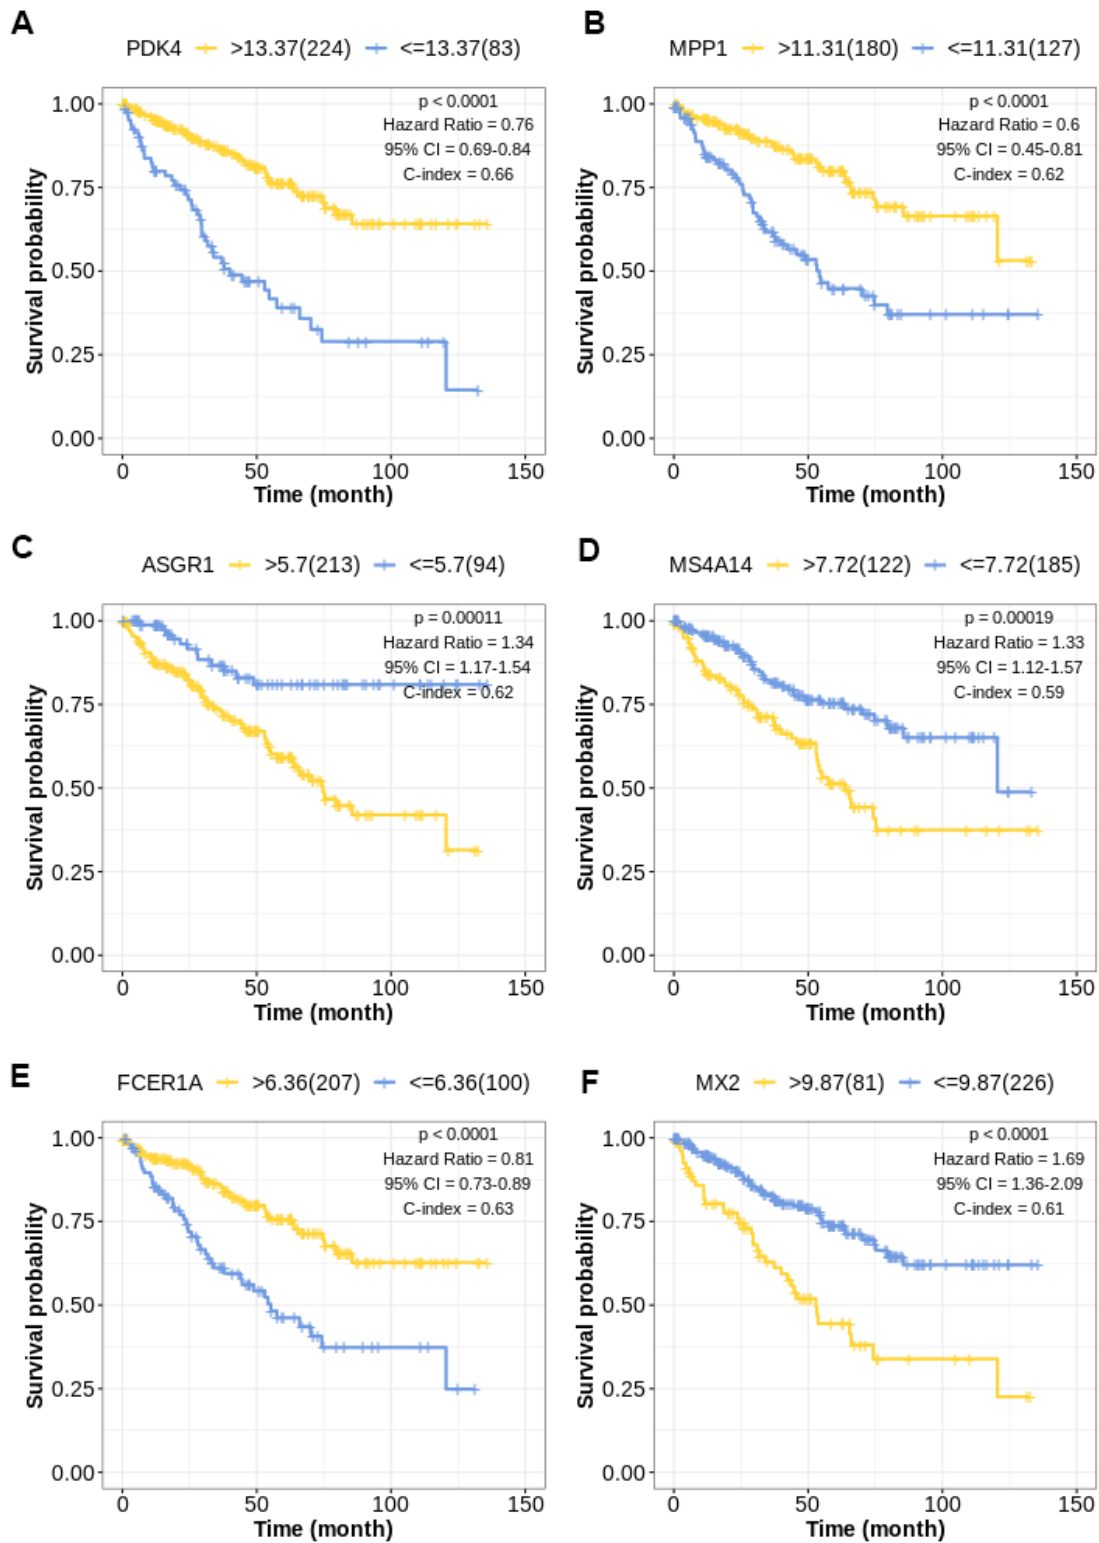 A
PDK4 >13.37(224) <=13.37(83)
p < 0.0001
Hazard Ratio = 0.76
95% CI = 0.69-0.84
C-index = 0.66
Survival probability
1.00
0.75
0.50
0.25
0.00
0 50 100 150
Time (month)
B
MPP1 >11.31(180) <=11.31(127)
p < 0.0001
Hazard Ratio = 0.6
95% CI = 0.45-0.81
C-index = 0.62
Survival probability
1.00
0.75
0.50
0.25
0.00
0 50 100 150
Time (month)
C
ASGR1 >5.7(213) <=5.7(94)
p = 0.00011
Hazard Ratio = 1.34
95% CI = 1.17-1.54
C-index = 0.62
Survival probability
1.00
0.75
0.50
0.25
0.00
0 50 100 150
Time (month)
D
MS4A14 >7.72(122) <=7.72(185)
p = 0.00019
Hazard Ratio = 1.33
95% CI = 1.12-1.57
C-index = 0.59
Survival probability
1.00
0.75
0.50
0.25
0.00
0 50 100 150
Time (month)
E
FCER1A >6.36(207) <=6.36(100)
p < 0.0001
Hazard Ratio = 0.81
95% CI = 0.73-0.89
C-index = 0.63
Survival probability
1.00
0.75
0.50
0.25
0.00
0 50 100 150
Time (month)
F
MX2 >9.87(81) <=9.87(226)
p < 0.0001
Hazard Ratio = 1.69
95% CI = 1.36-2.09
C-index = 0.61
Survival probability
1.00
0.75
0.50
0.25
0.00
0 50 100 150
Time (month)